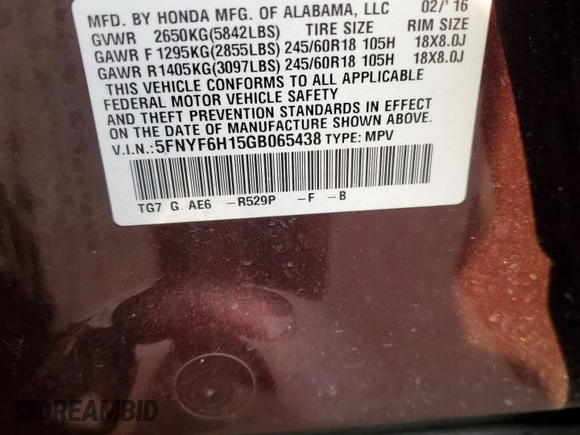 MFD. BY HONDA MFG. OF ALABAMA, LLC 02/' 16
GVWR 2650KG(5842LBS) TIRE SIZE RIM SIZE
GAWR F 1295KG(2855LBS) 245/60R18 105H 18X8.0J
GAWR R1405KG(3097LBS) 245/60R18 105H 18X8.0J
THIS VEHICLE CONFORMS TO ALL APPLICABLE
FEDERAL MOTOR VEHICLE SAFETY
AND THEFT PREVENTION STANDARDS IN EFFECT
ON THE DATE OF MANUFACTURE SHOWN ABOVE.
V.I.N.:5FNYF6H15GB065438 TYPE: MPV
TG7 G. AE6 -R529P -F -B
DREAMBID